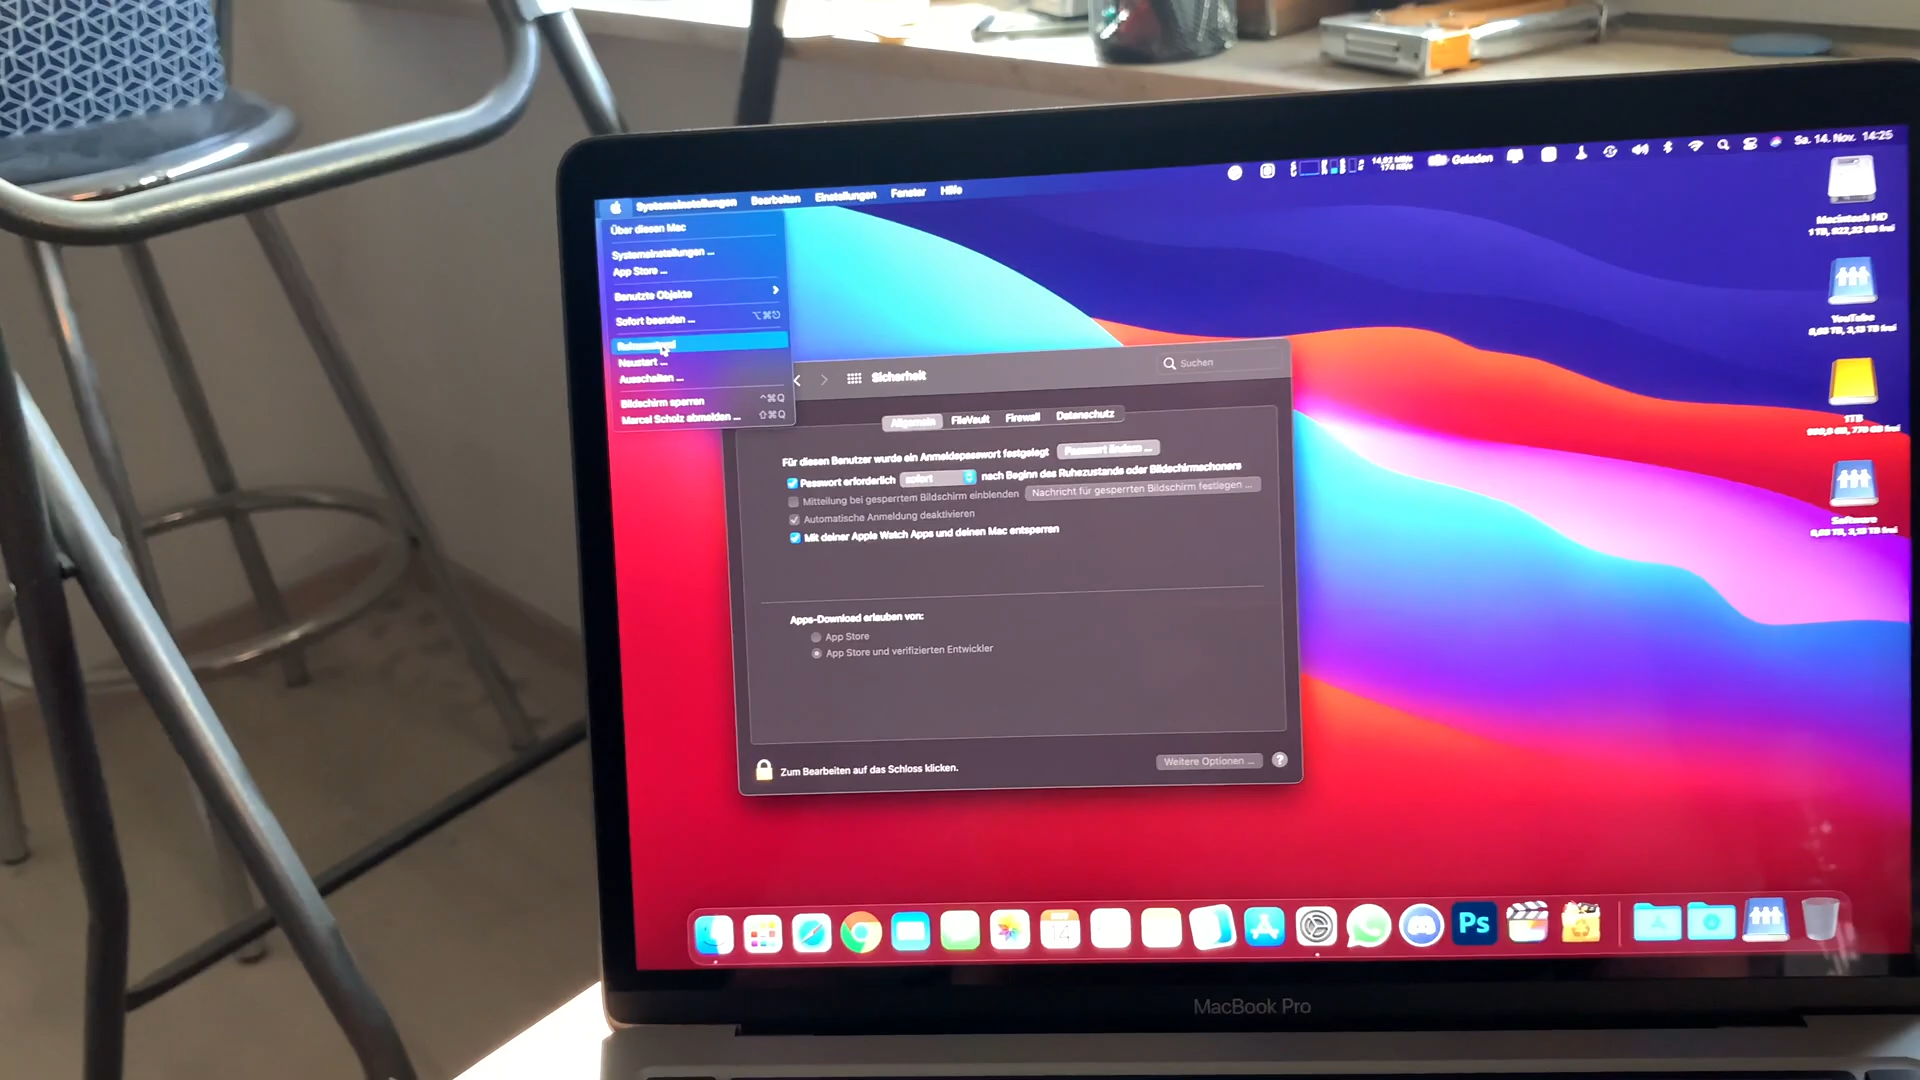 Systemeinstellungen Bearbeiten Einstellungen Fenster Hilfe
Geladen Sa. 14. Nov. 14:25
Über diesen Mac
Systemeinstellungen ...
App Store ...
Benutzte Objekte
Sofort beenden ... ⌥⌘⎋
Ruhezustand
Neustart ...
Ausschalten ...
Bildschirm sperren ^⌘Q
Marcel Scholz abmelden ... ⇧⌘Q
Sicherheit
Suchen
Allgemein FileVault Firewall Datenschutz
Für diesen Benutzer wurde ein Anmeldepasswort festgelegt Passwort ändern ...
Passwort erforderlich sofort nach Beginn des Ruhezustands oder Bildschirmschoners
Mitteilung bei gesperrtem Bildschirm einblenden Nachricht für gesperrten Bildschirm festlegen ...
Automatische Anmeldung deaktivieren
Mit deiner Apple Watch Apps und deinen Mac entsperren
Apps-Download erlauben von:
App Store
App Store und verifizierten Entwickler
Zum Bearbeiten auf das Schloss klicken.
Weitere Optionen ... ?
Macintosh HD
YouTube
1TB
Software
14
Ps
MacBook Pro